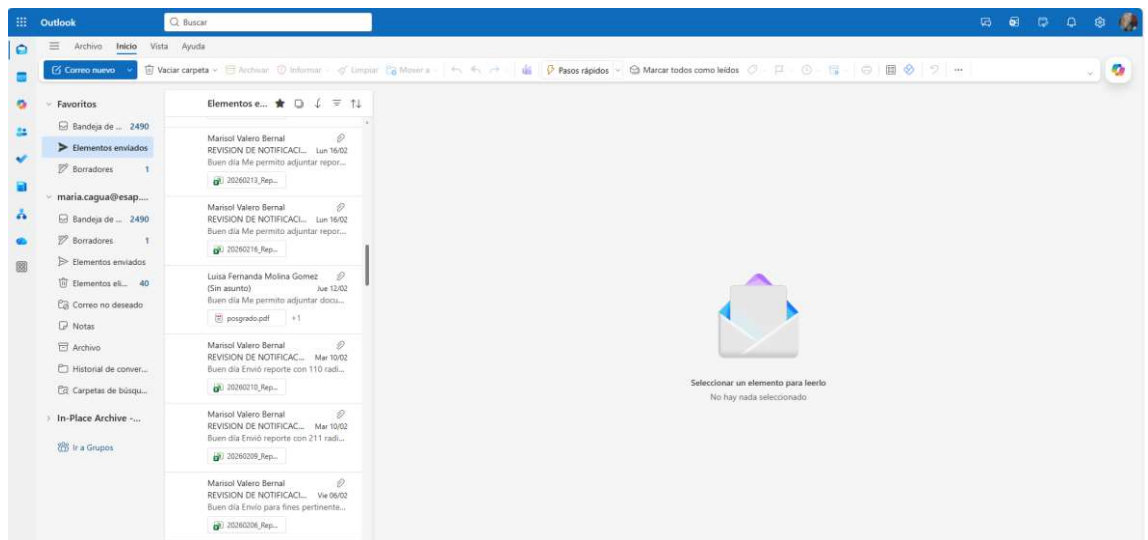 Outlook
Buscar
Archivo Inicio Vista Ayuda
Correo nuevo Vaciar carpeta Archivar Informar Limpiar Mover a Pasos rápidos Marcar todos como leídos
Favoritos
Bandeja de ... 2490
Elementos enviados
Borradores 1
maria.cagua@esap....
Bandeja de ... 2490
Borradores 1
Elementos enviados
Elementos eli... 40
Correo no deseado
Notas
Archivo
Historial de conver...
Carpetas de búsqu...
In-Place Archive -...
Ir a Grupos
Elementos e...
Marisol Valero Bernal
REVISION DE NOTIFICACI... Lun 16/02
Buen día Me permito adjuntar repor...
20260213_Rep...
Marisol Valero Bernal
REVISION DE NOTIFICACI... Lun 16/02
Buen día Me permito adjuntar repor...
20260216_Rep...
Luisa Fernanda Molina Gomez
(Sin asunto) Jue 12/02
Buen día Me permito adjuntar docu...
posgrado.pdf +1
Marisol Valero Bernal
REVISION DE NOTIFICAC... Mar 10/02
Buen día Envió reporte con 110 radi...
20260210_Rep...
Marisol Valero Bernal
REVISION DE NOTIFICAC... Mar 10/02
Buen día Envió reporte con 211 radi...
20260209_Rep...
Marisol Valero Bernal
REVISION DE NOTIFICACI... Vie 06/02
Buen día Envío para fines pertinente...
20260206_Rep...
Seleccionar un elemento para leerlo
No hay nada seleccionado